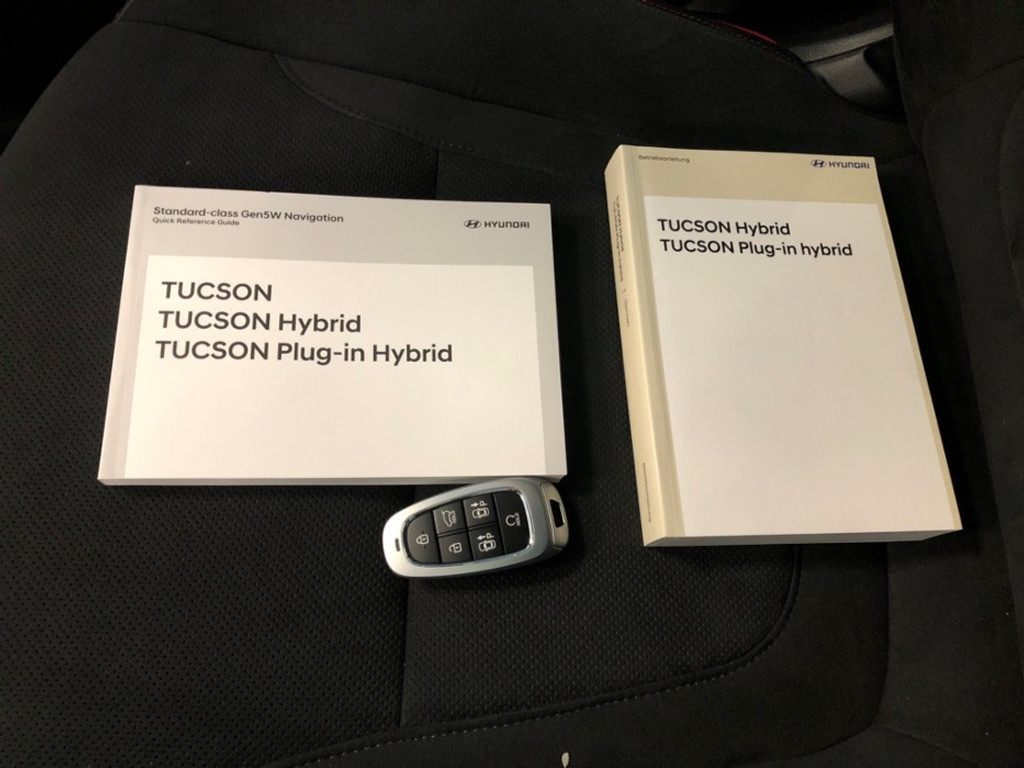 Standard-class Gen5W Navigation
Quick Reference Guide
HYUNDAI
TUCSON
TUCSON Hybrid
TUCSON Plug-in Hybrid
Betriebsanleitung
HYUNDAI
TUCSON Hybrid
TUCSON Plug-in hybrid